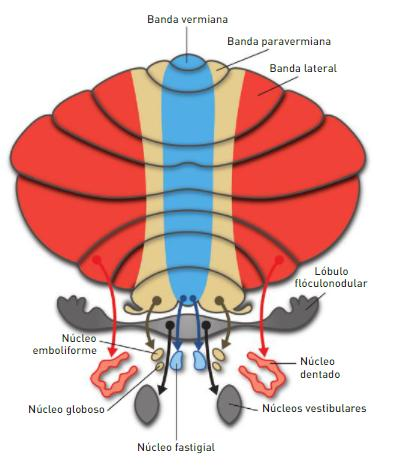 Banda vermiana
Banda paravermiana
Banda lateral
Lóbulo
flóculonodular
Núcleo
emboliforme
Núcleo
dentado
Núcleo globoso
Núcleos vestibulares
Núcleo fastigial